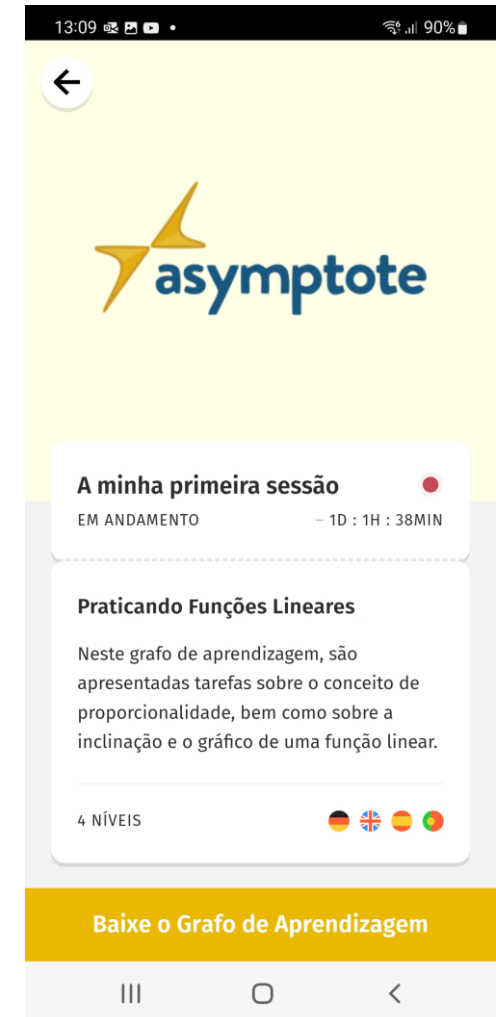 13:09 90%
asymptote
A minha primeira sessão
EM ANDAMENTO – 1D : 1H : 38MIN
Praticando Funções Lineares
Neste grafo de aprendizagem, são
apresentadas tarefas sobre o conceito de
proporcionalidade, bem como sobre a
inclinação e o gráfico de uma função linear.
4 NÍVEIS
Baixe o Grafo de Aprendizagem